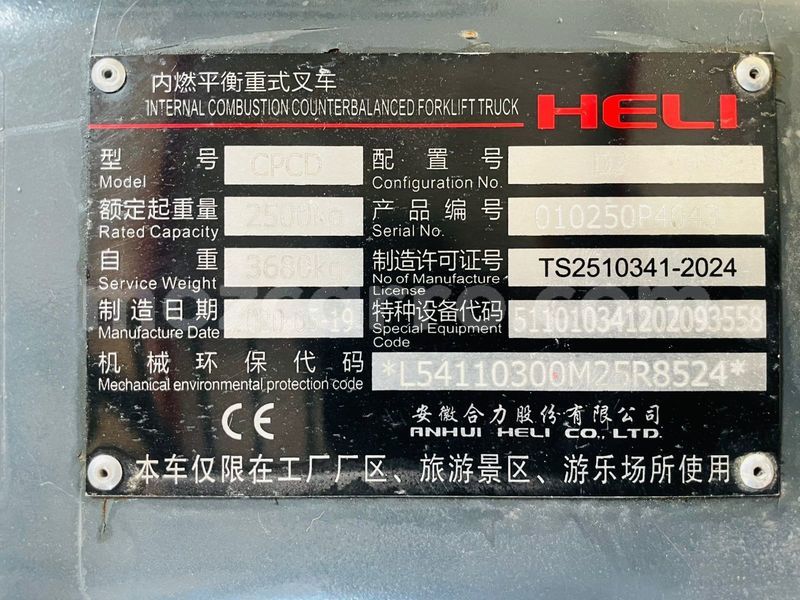 内燃平衡重式叉车
INTERNAL COMBUSTION COUNTERBALANCED FORKLIFT TRUCK HELI
型 号 CPCD 配 置 号
Model Configuration No.
额定起重量 2500kg 产 品 编 号
Rated Capacity Serial No.
自 重 3680kg 制造许可证号 TS2510341-2024
Service Weight No of Manufacture License
制 造 日 期 特种设备代码 511010341202093558
Manufacture Date Special Equipment Code
机 械 环 保 代 码 *L54110300M25R8524*
Mechanical environmental protection code
CE 安徽合力股份有限公司
ANHUI HELI CO., LTD.
本车仅限在工厂厂区、旅游景区、游乐场所使用